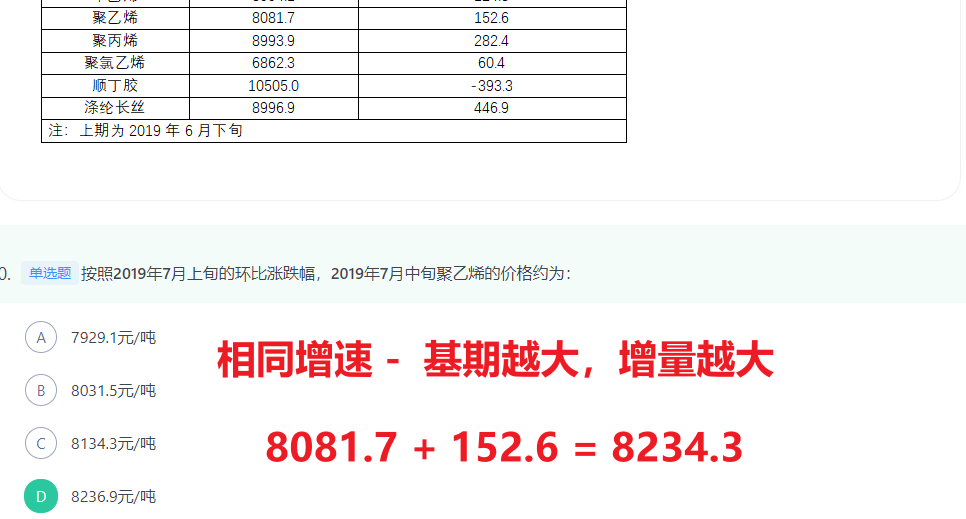 聚乙烯 8081.7 152.6
聚丙烯 8993.9 282.4
聚氯乙烯 6862.3 60.4
顺丁胶 10505.0 -393.3
涤纶长丝 8996.9 446.9
注：上期为 2019 年 6 月下旬
0. 单选题 按照2019年7月上旬的环比涨跌幅，2019年7月中旬聚乙烯的价格约为：
A 7929.1元/吨
相同增速 - 基期越大，增量越大
B 8031.5元/吨
C 8134.3元/吨
8081.7 + 152.6 = 8234.3
D 8236.9元/吨